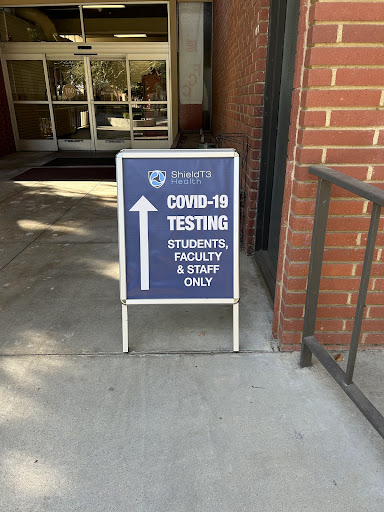 ShieldT3
Health
COVID-19
TESTING
STUDENTS,
FACULTY
& STAFF
ONLY